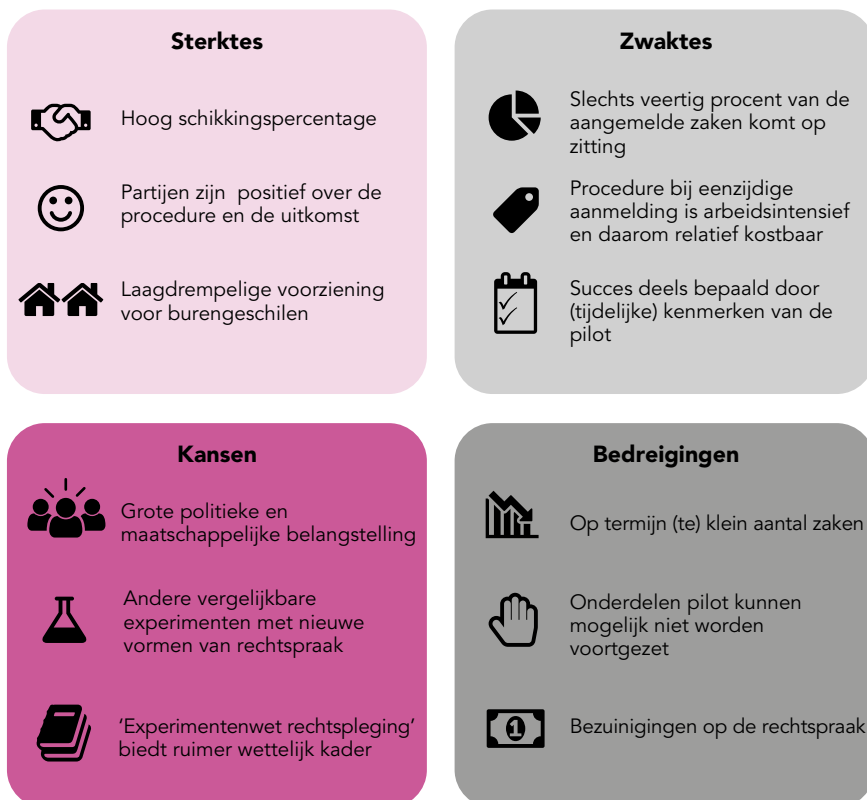 Sterktes
Hoog schikkingspercentage
Partijen zijn positief over de
procedure en de uitkomst
Laagdrempelige voorziening
voor burengeschilen
Zwaktes
Slechts veertig procent van de
aangemelde zaken komt op
zitting
Procedure bij eenzijdige
aanmelding is arbeidsintensief
en daarom relatief kostbaar
Succes deels bepaald door
(tijdelijke) kenmerken van de
pilot
Kansen
Grote politieke en
maatschappelijke belangstelling
Andere vergelijkbare
experimenten met nieuwe
vormen van rechtspraak
‘Experimentenwet rechtspleging’
biedt ruimer wettelijk kader
Bedreigingen
Op termijn (te) klein aantal zaken
Onderdelen pilot kunnen
mogelijk niet worden
voortgezet
1
Bezuinigingen op de rechtspraak